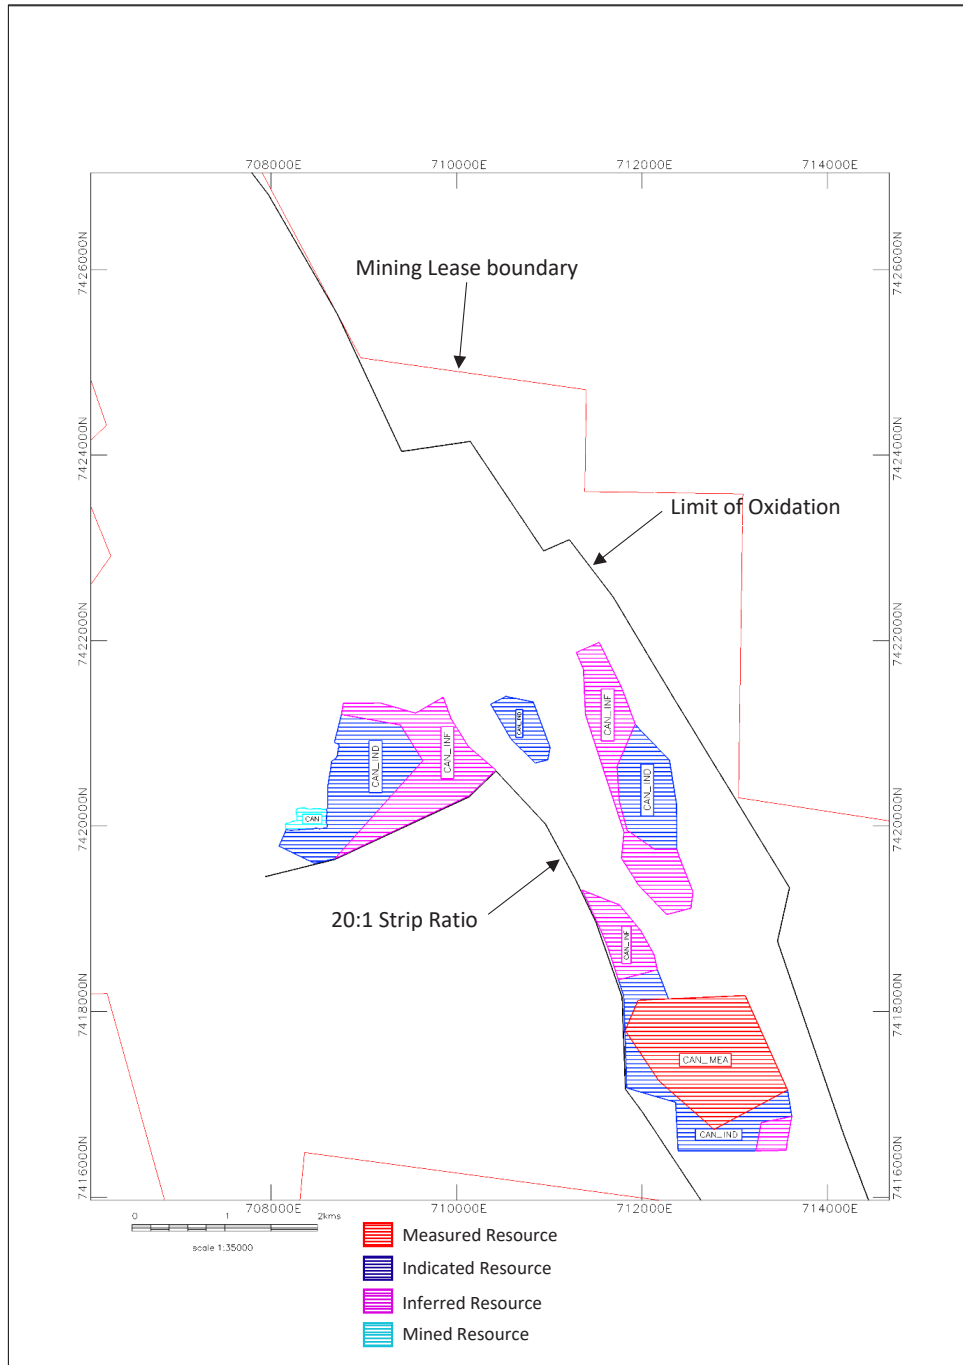 708000E 710000E 712000E 714000E
7426000N 7426000N
Mining Lease boundary
7424000N 7424000N
Limit of Oxidation
7422000N 7422000N
CAN_INF
CAN_IND
CAN_INF
CAN_IND
CAN_IND
7420000N 7420000N
CAN
20:1 Strip Ratio
CAN_INF
7418000N 7418000N
CAN_MEA
CAN_IND
7416000N 7416000N
708000E 710000E 712000E 714000E
0 1 2kms
scale 1:35000
Measured Resource
Indicated Resource
Inferred Resource
Mined Resource